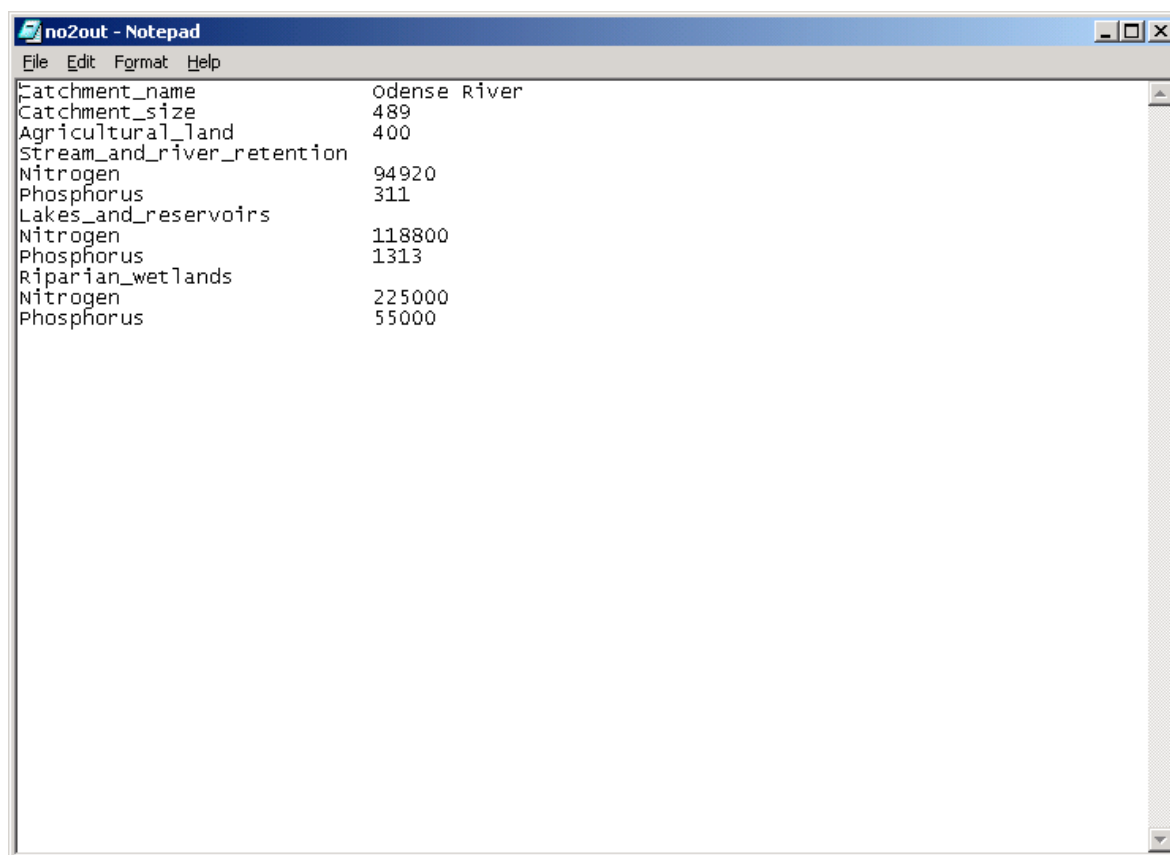 no2out - Notepad
File Edit Format Help
Catchment_name Odense River
Catchment_size 489
Agricultural_land 400
Stream_and_river_retention
Nitrogen 94920
Phosphorus 311
Lakes_and_reservoirs
Nitrogen 118800
Phosphorus 1313
Riparian_wetlands
Nitrogen 225000
Phosphorus 55000